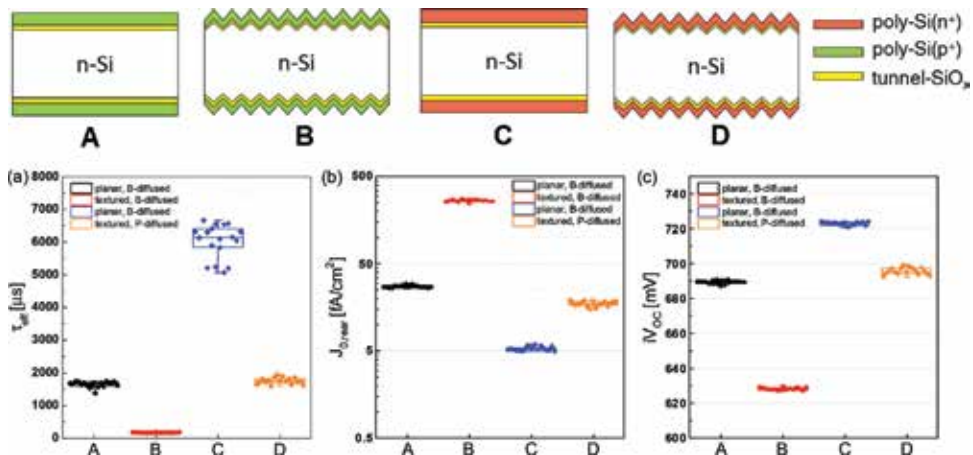 n-Si
n-Si
n-Si
n-Si
poly-Si(n⁺)
poly-Si(p⁺)
tunnel-SiOₓ
A
B
C
D
(a)
planar, B-diffused
textured, B-diffused
planar, B-diffused
textured, P-diffused
τeff [µs]
8000
7000
6000
5000
4000
3000
2000
1000
0
A
B
C
D
(b)
planar, B-diffused
textured, B-diffused
planar, B-diffused
textured, P-diffused
J0,rear [fA/cm²]
500
50
5
0.5
A
B
C
D
(c)
planar, B-diffused
textured, B-diffused
planar, B-diffused
textured, P-diffused
iVOC [mV]
740
720
700
680
660
640
620
600
A
B
C
D